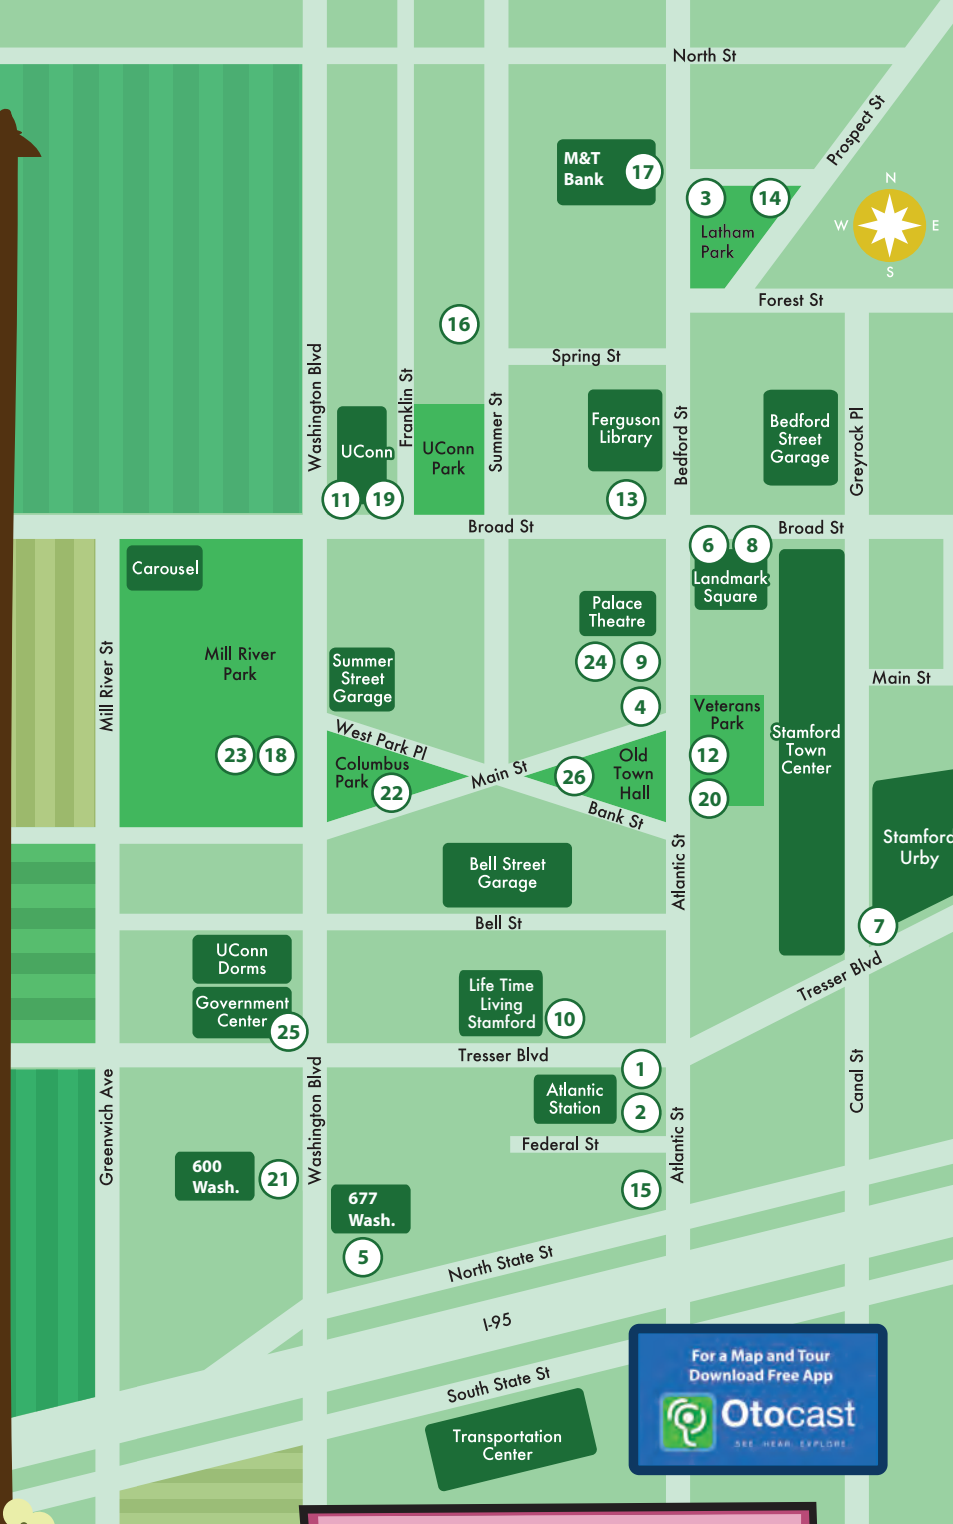 North St
Prospect St
M&T
Bank
17
3
14
Latham
Park
N
W
E
S
Forest St
16
Spring St
Washington Blvd
Franklin St
Summer St
Bedford St
Greyrock Pl
UConn
UConn
Park
Ferguson
Library
Bedford
Street
Garage
11
19
13
Broad St
Broad St
6
8
Landmark
Square
Carousel
Palace
Theatre
Mill River St
Mill River
Park
Summer
Street
Garage
24
9
4
Main St
Veterans
Park
Stamford
Town
Center
23
18
West Park Pl
Columbus
Park
22
Main St
26
Old
Town
Hall
Bank St
12
20
Stamford
Urby
Bell Street
Garage
Atlantic St
Bell St
7
UConn
Dorms
Government
Center
25
Life Time
Living
Stamford
10
Tresser Blvd
Tresser Blvd
1
Atlantic
Station
2
Federal St
Greenwich Ave
Washington Blvd
Atlantic St
Canal St
600
Wash.
21
677
Wash.
15
5
North State St
I-95
South State St
Transportation
Center
For a Map and Tour
Download Free App
Otocast
SEE HEAR EXPLORE